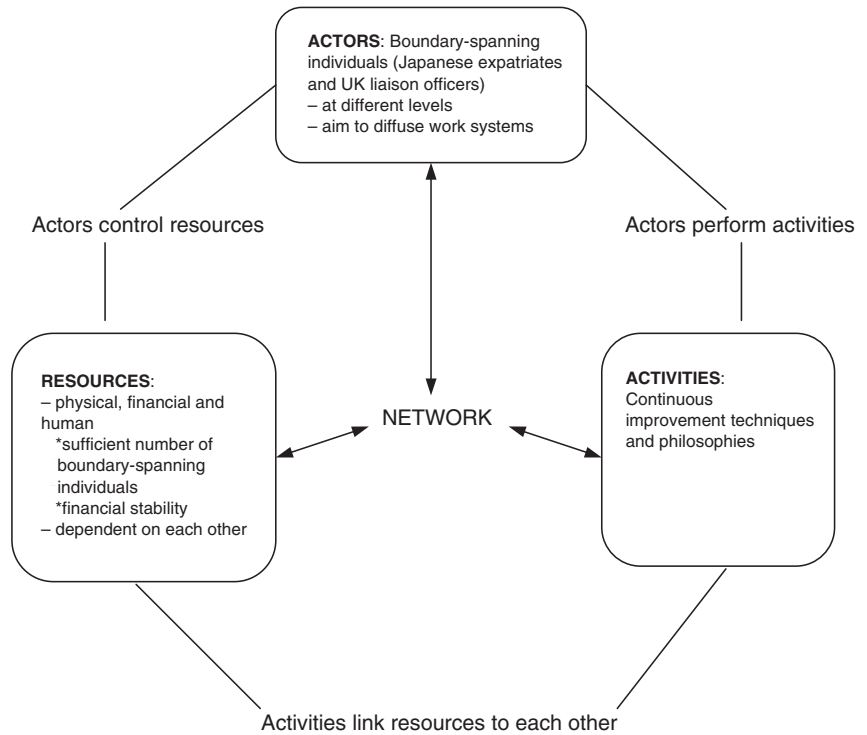 ACTORS: Boundary-spanning
individuals (Japanese expatriates
and UK liaison officers)
– at different levels
– aim to diffuse work systems
Actors control resources
Actors perform activities
RESOURCES:
– physical, financial and
human
*sufficient number of
boundary-spanning
individuals
*financial stability
– dependent on each other
NETWORK
ACTIVITIES:
Continuous
improvement techniques
and philosophies
Activities link resources to each other